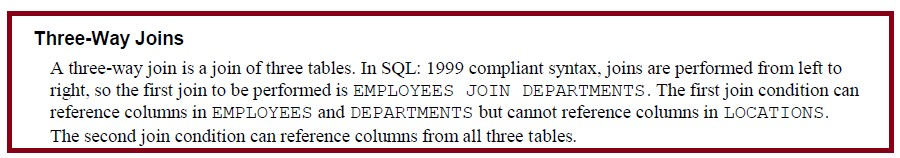 Three-Way Joins
A three-way join is a join of three tables. In SQL: 1999 compliant syntax, joins are performed from left to
right, so the first join to be performed is EMPLOYEES JOIN DEPARTMENTS. The first join condition can
reference columns in EMPLOYEES and DEPARTMENTS but cannot reference columns in LOCATIONS.
The second join condition can reference columns from all three tables.